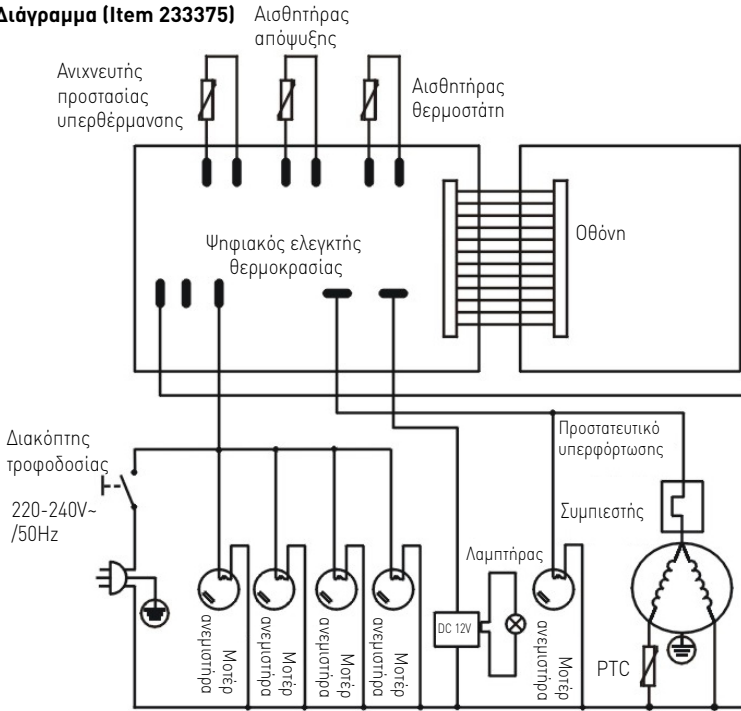 Διάγραμμα (Item 233375)
Αισθητήρας
απόψυξης
Ανιχνευτής
προστασίας
υπερθέρμανσης
Αισθητήρας
θερμοστάτη
Ψηφιακός ελεγκτής
θερμοκρασίας
Οθόνη
Διακόπτης
τροφοδοσίας
220-240V~
/50Hz
Προστατευτικό
υπερφόρτωσης
Συμπιεστής
Λαμπτήρας
DC 12V
Μοτέρ
ανεμιστήρα
Μοτέρ
ανεμιστήρα
Μοτέρ
ανεμιστήρα
Μοτέρ
ανεμιστήρα
Μοτέρ
ανεμιστήρα
PTC